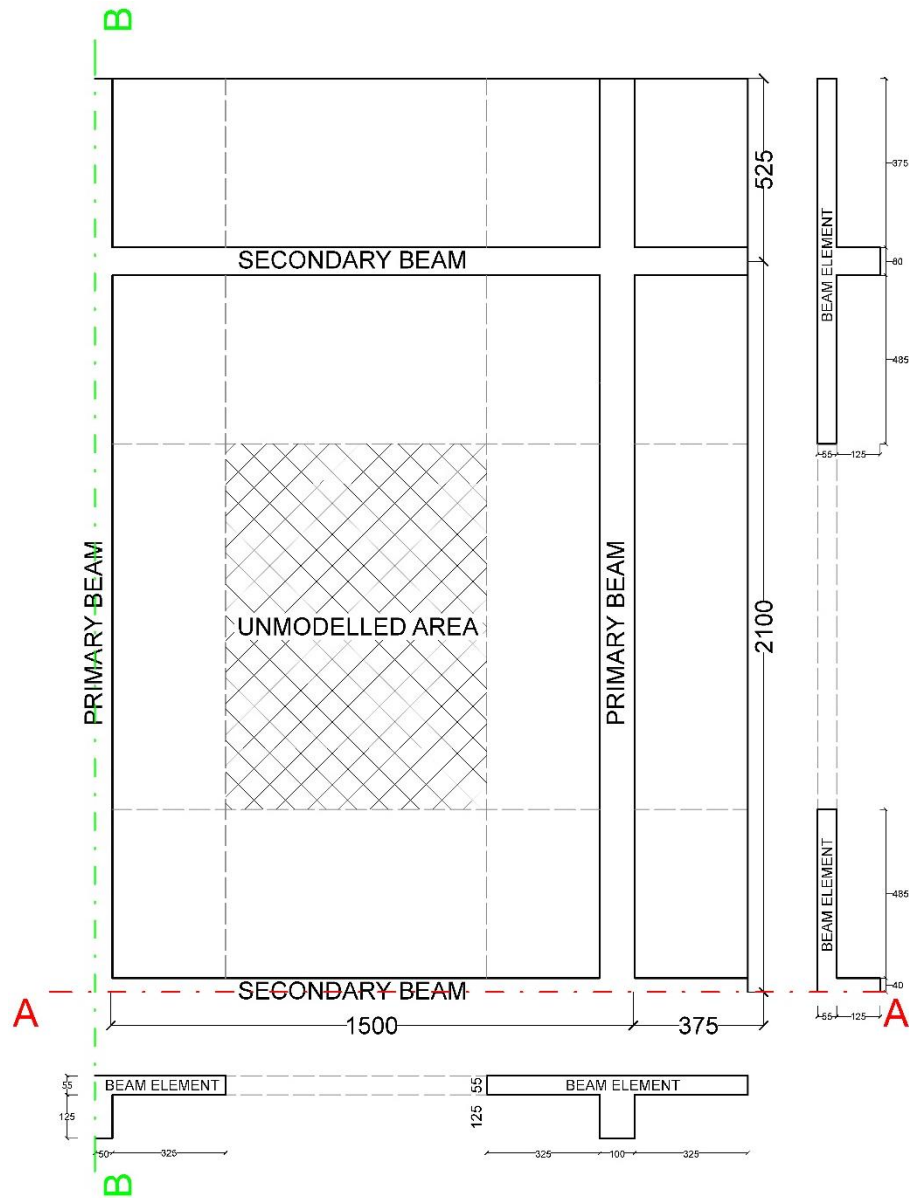 B
525
375
SECONDARY BEAM
80
BEAM ELEMENT
485
55
125
PRIMARY BEAM
PRIMARY BEAM
UNMODELLED AREA
2100
BEAM ELEMENT
485
SECONDARY BEAM
40
A
A
1500
375
55
125
55
BEAM ELEMENT
55
BEAM ELEMENT
125
125
50
325
325
100
325
B